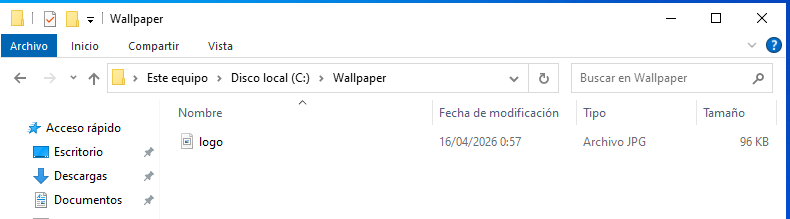 Wallpaper
Archivo Inicio Compartir Vista
Este equipo Disco local (C:) Wallpaper Buscar en Wallpaper
Nombre Fecha de modificación Tipo Tamaño
Acceso rápido
logo 16/04/2026 0:57 Archivo JPG 96 KB
Escritorio
Descargas
Documentos